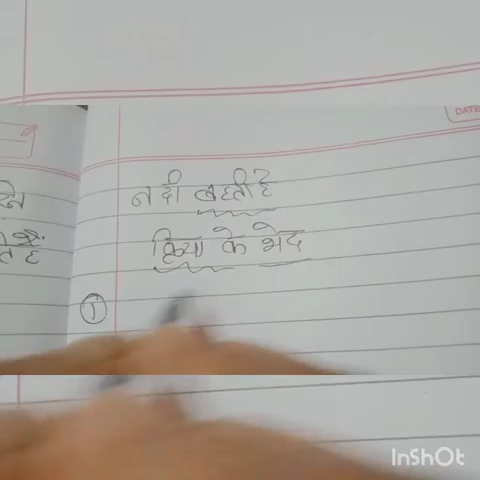 नदी बहती है
क्रिया के भेद
①
DATE
InShOt